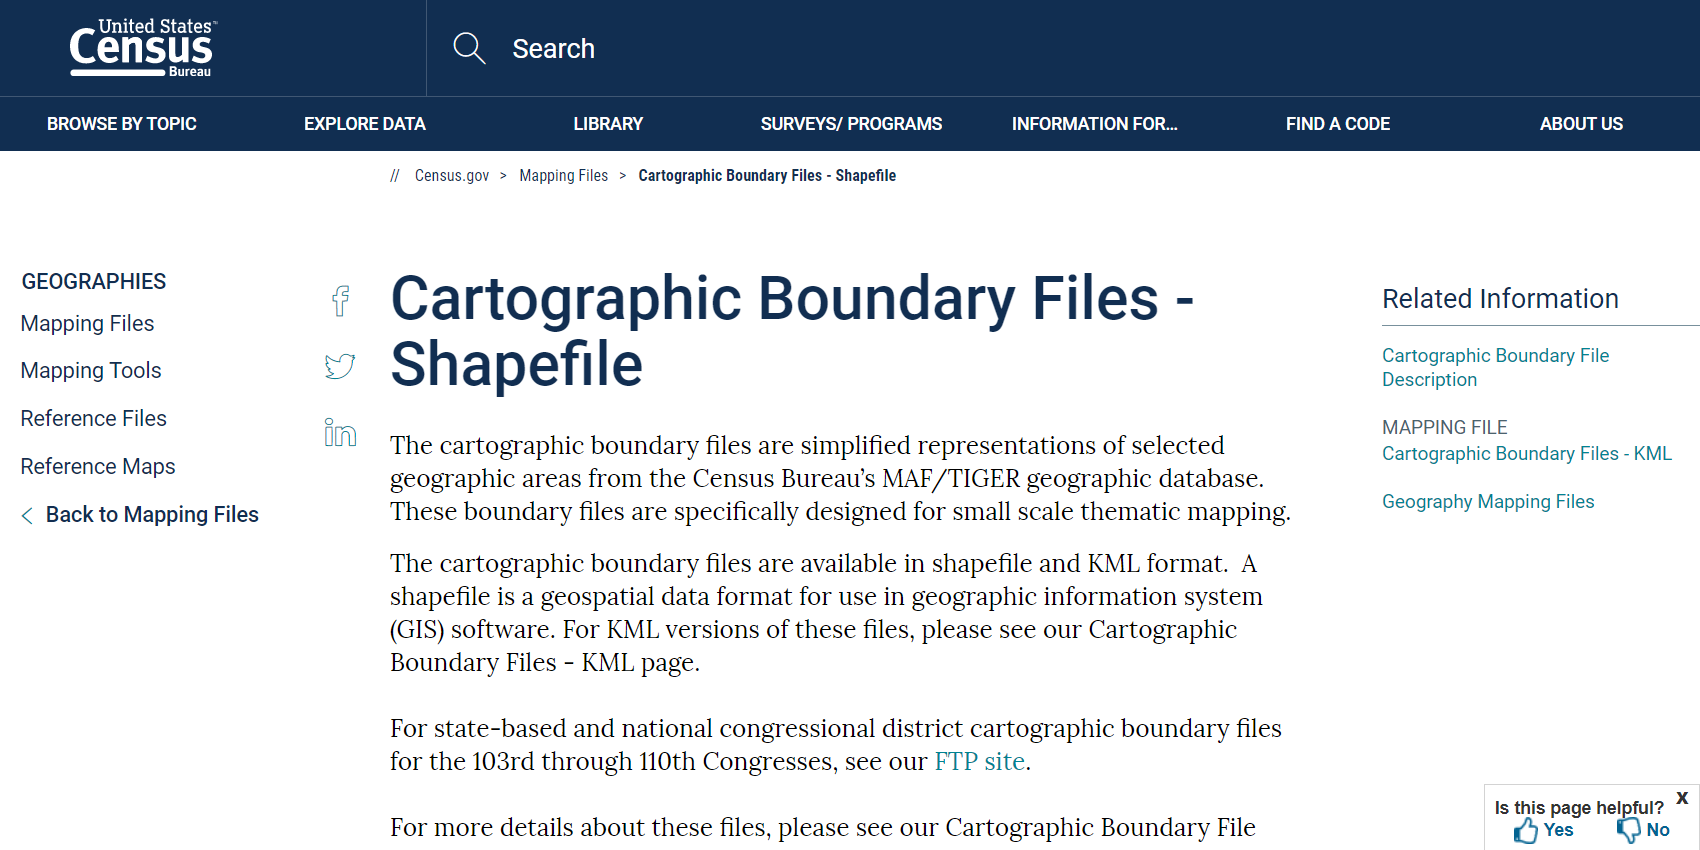 United States™
Census
Bureau
Search
BROWSE BY TOPIC
EXPLORE DATA
LIBRARY
SURVEYS/ PROGRAMS
INFORMATION FOR...
FIND A CODE
ABOUT US
// Census.gov > Mapping Files > Cartographic Boundary Files - Shapefile
GEOGRAPHIES
Mapping Files
Mapping Tools
Reference Files
Reference Maps
< Back to Mapping Files
f
in
Cartographic Boundary Files -
Shapefile
The cartographic boundary files are simplified representations of selected
geographic areas from the Census Bureau’s MAF/TIGER geographic database.
These boundary files are specifically designed for small scale thematic mapping.
The cartographic boundary files are available in shapefile and KML format.  A
shapefile is a geospatial data format for use in geographic information system
(GIS) software. For KML versions of these files, please see our Cartographic
Boundary Files - KML page.
For state-based and national congressional district cartographic boundary files
for the 103rd through 110th Congresses, see our FTP site.
For more details about these files, please see our Cartographic Boundary File
Related Information
Cartographic Boundary File
Description
MAPPING FILE
Cartographic Boundary Files - KML
Geography Mapping Files
Is this page helpful? X
Yes
No